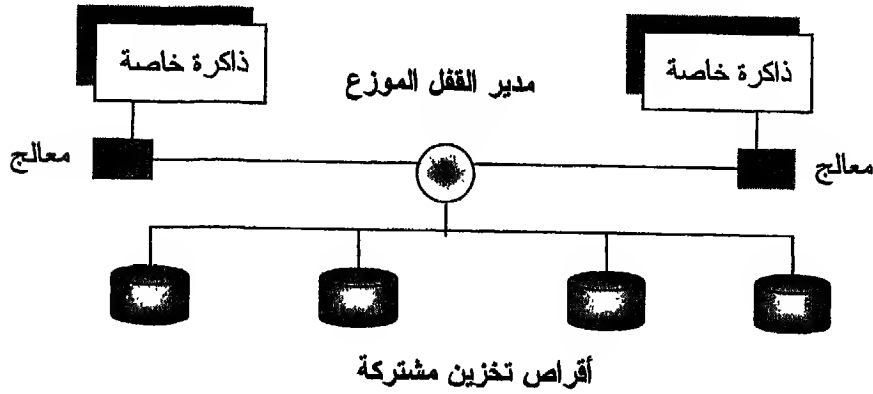 ذاكرة خاصة
ذاكرة خاصة
مدير القفل الموزع
معالج
معالج
أقراص تخزين مشتركة